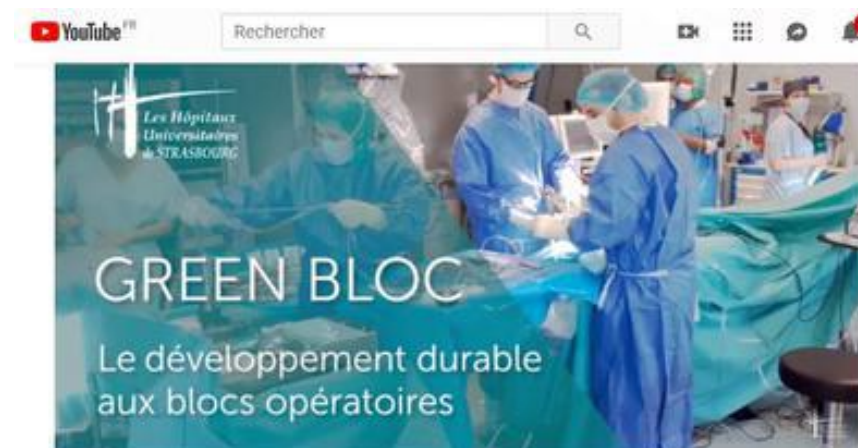 YouTube FR
Rechercher
Les Hôpitaux
Universitaires
de STRASBOURG
GREEN BLOC
Le développement durable
aux blocs opératoires